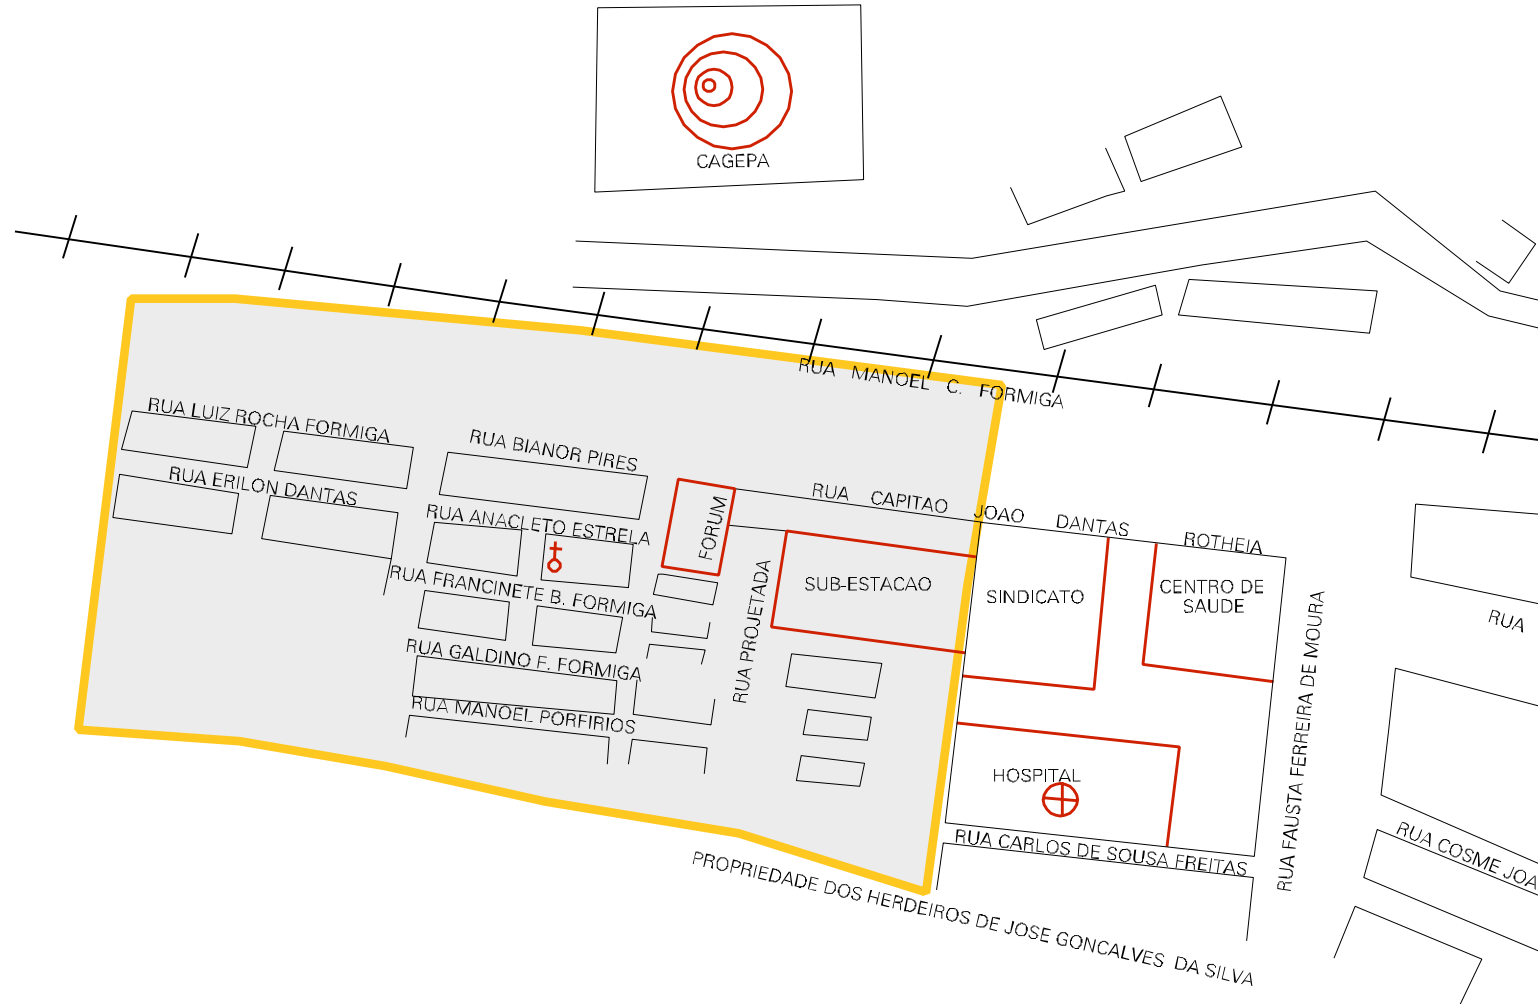 CAGEPA
RUA MANOEL C. FORMIGA
RUA LUIZ ROCHA FORMIGA
RUA BIANOR PIRES
RUA ERILON DANTAS
RUA CAPITAO JOAO DANTAS ROTHEIA
RUA ANACLETO ESTRELA
FORUM
SUB-ESTACAO
SINDICATO
CENTRO DE
SAUDE
RUA FRANCINETE B. FORMIGA
RUA PROJETADA
RUA FAUSTA FERREIRA DE MOURA
RUA
RUA GALDINO F. FORMIGA
RUA MANOEL PORFIRIOS
HOSPITAL
RUA CARLOS DE SOUSA FREITAS
RUA COSME JOA
PROPRIEDADE DOS HERDEIROS DE JOSE GONCALVES DA SILVA